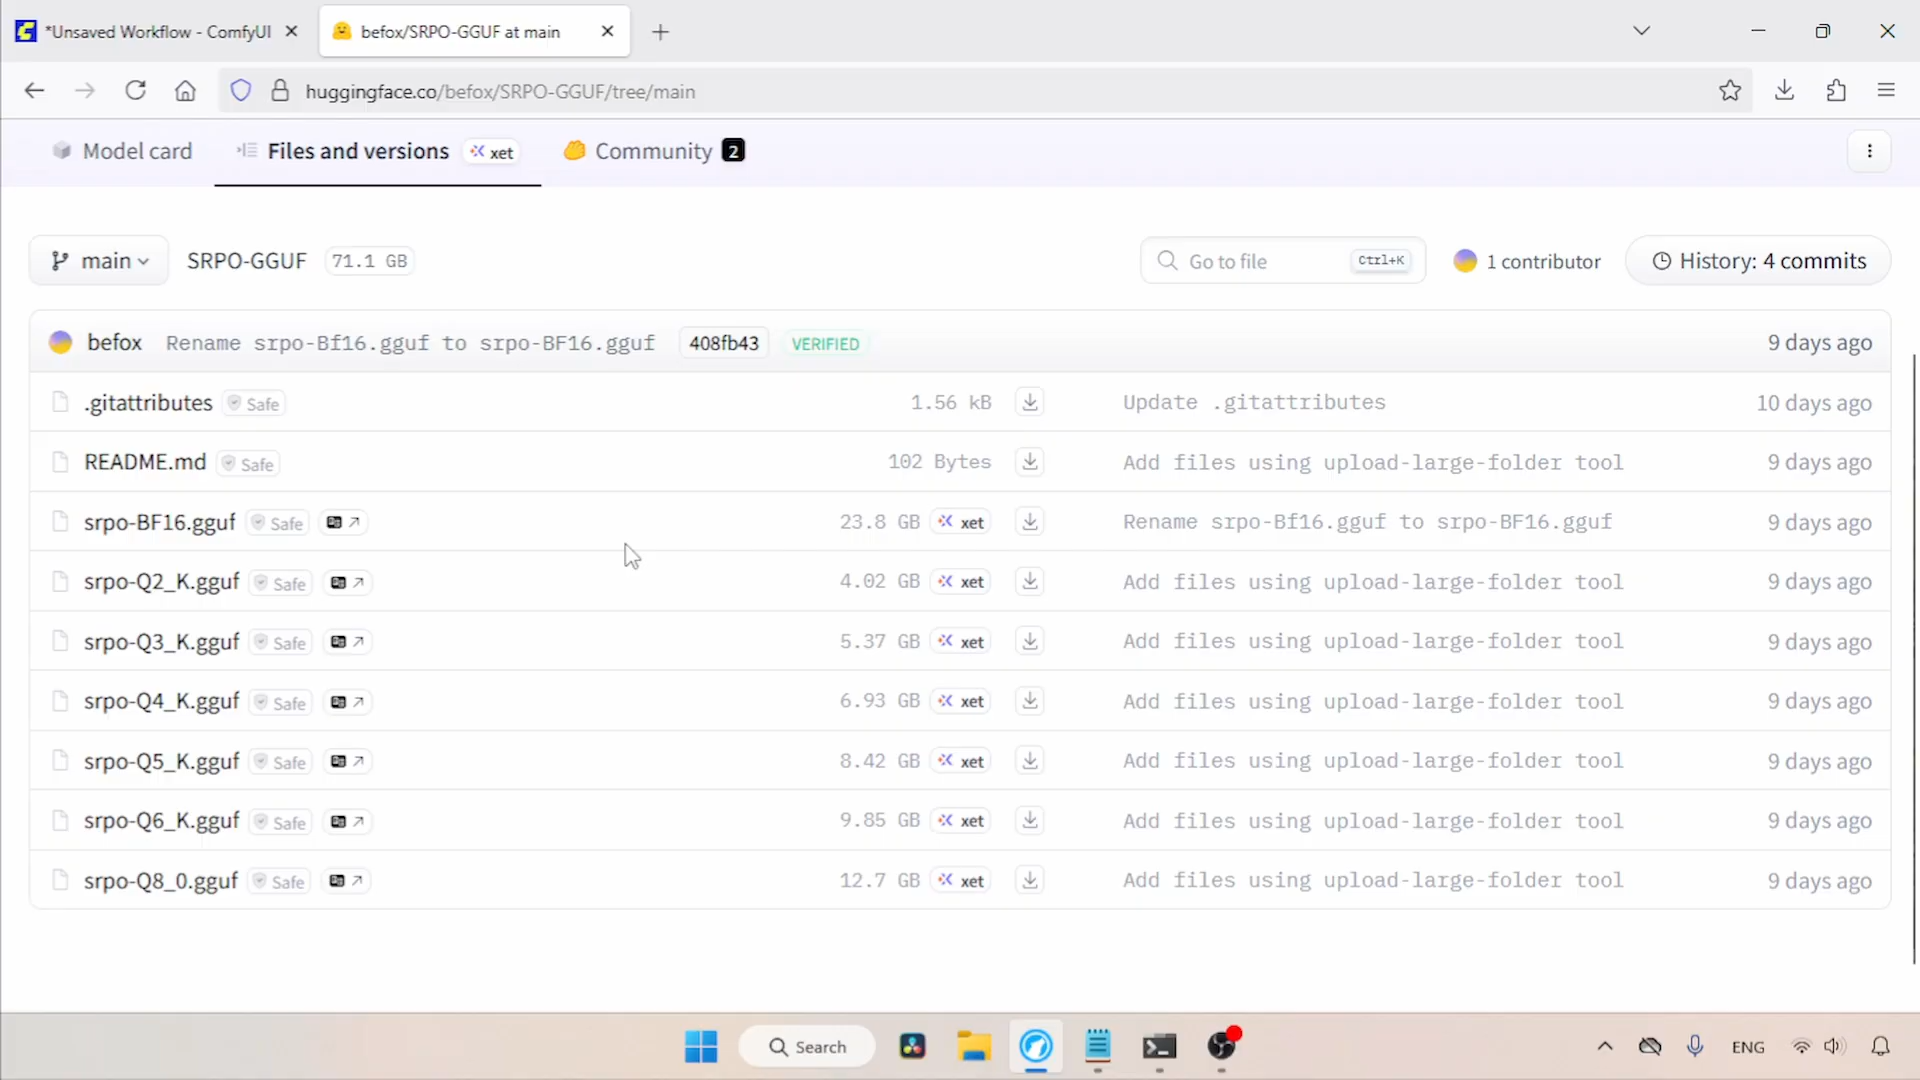 *Unsaved Workflow - ComfyUI
befox/SRPO-GGUF at main
huggingface.co/befox/SRPO-GGUF/tree/main
Model card
Files and versions
xet
Community
2
main
SRPO-GGUF
71.1 GB
Go to file
Ctrl+K
1 contributor
History: 4 commits
befox Rename srpo-Bf16.gguf to srpo-BF16.gguf 408fb43 VERIFIED 9 days ago
.gitattributes Safe 1.56 kB Update .gitattributes 10 days ago
README.md Safe 102 Bytes Add files using upload-large-folder tool 9 days ago
srpo-BF16.gguf Safe 23.8 GB xet Rename srpo-Bf16.gguf to srpo-BF16.gguf 9 days ago
srpo-Q2_K.gguf Safe 4.02 GB xet Add files using upload-large-folder tool 9 days ago
srpo-Q3_K.gguf Safe 5.37 GB xet Add files using upload-large-folder tool 9 days ago
srpo-Q4_K.gguf Safe 6.93 GB xet Add files using upload-large-folder tool 9 days ago
srpo-Q5_K.gguf Safe 8.42 GB xet Add files using upload-large-folder tool 9 days ago
srpo-Q6_K.gguf Safe 9.85 GB xet Add files using upload-large-folder tool 9 days ago
srpo-Q8_0.gguf Safe 12.7 GB xet Add files using upload-large-folder tool 9 days ago
Search
ENG